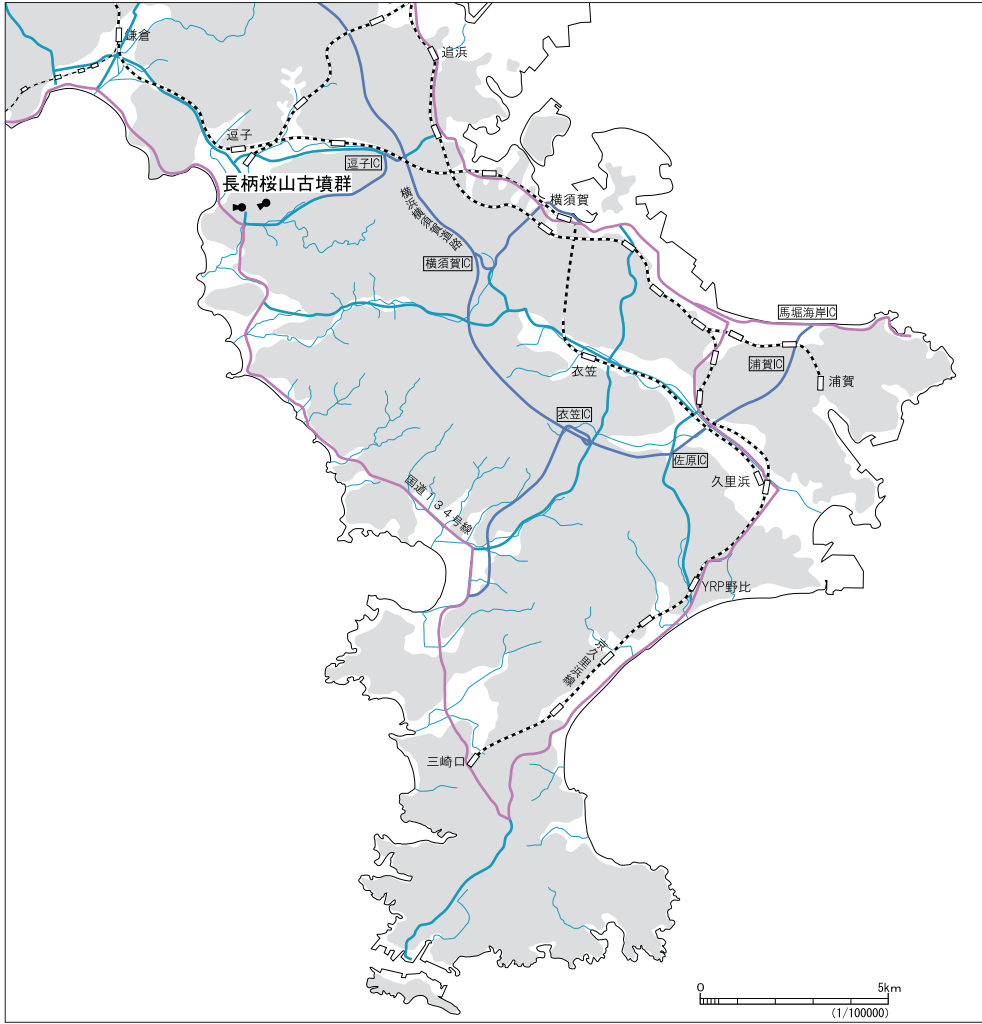 鎌倉
追浜
逗子
逗子IC
長柄桜山古墳群
横浜横須賀道路
横須賀
横須賀IC
馬堀海岸IC
浦賀IC
浦賀
衣笠
衣笠IC
佐原IC
久里浜
国道134号線
YRP野比
京久里浜線
三崎口
0 5km
(1/100000)